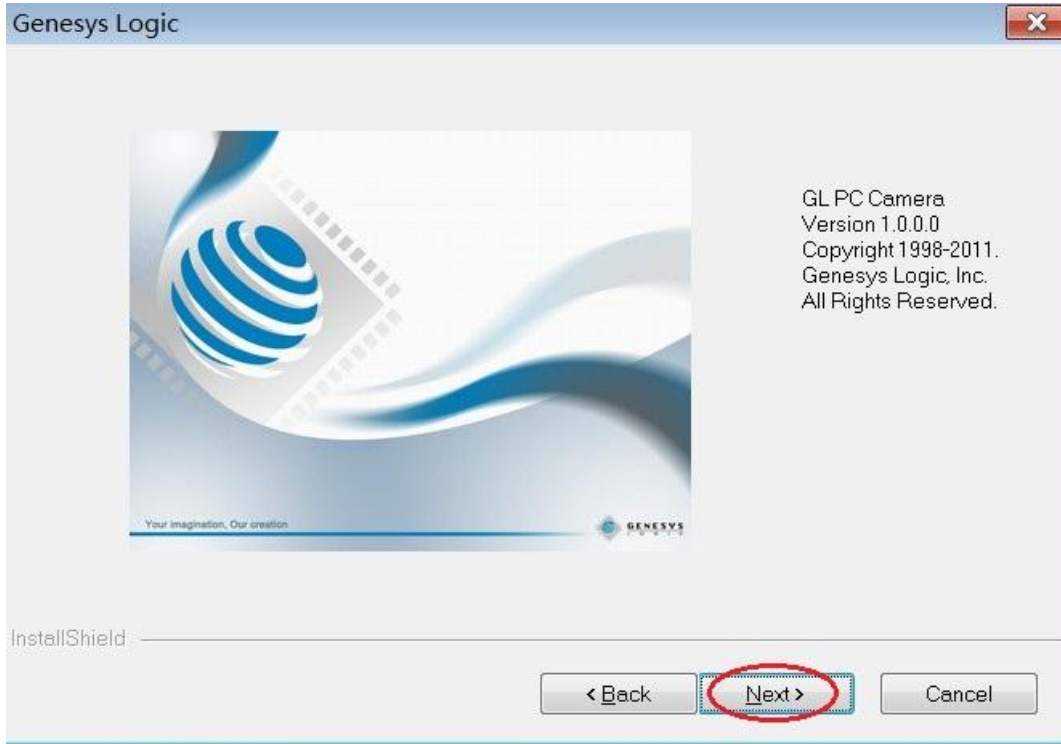 Genesys Logic
GL PC Camera
Version 1.0.0.0
Copyright 1998-2011.
Genesys Logic, Inc.
All Rights Reserved.
Your imagination, Our creation
GENESYS
LOGIC
InstallShield
< Back
Next >
Cancel